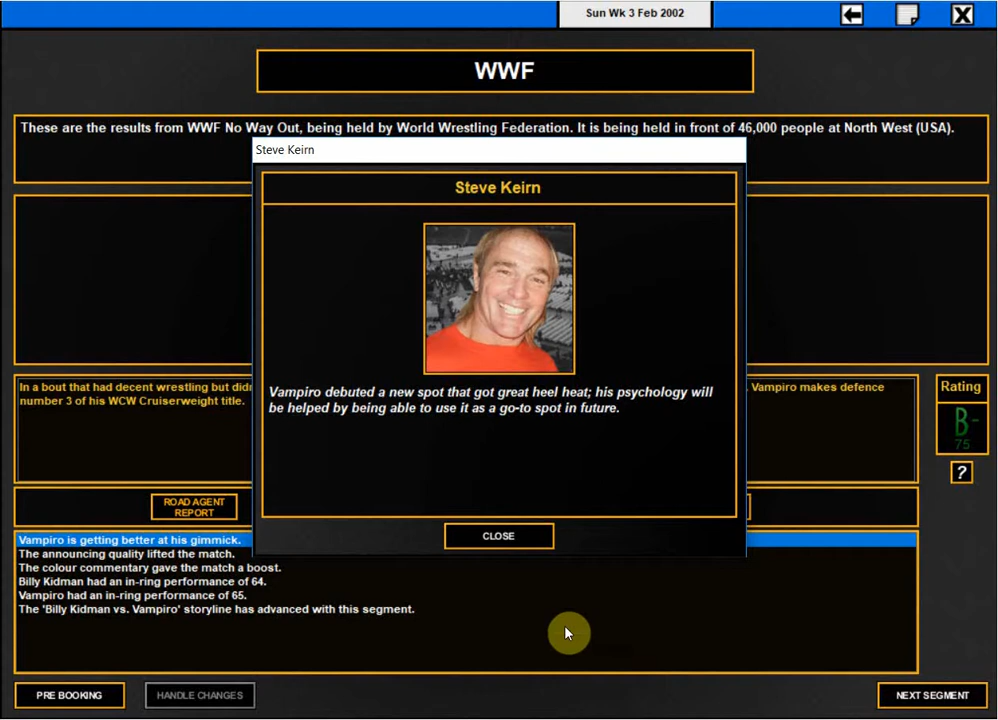 Sun Wk 3 Feb 2002
WWF
These are the results from WWF No Way Out, being held by World Wrestling Federation. It is being held in front of 46,000 people at North West (USA).
Steve Keirn
Steve Keirn
Vampiro debuted a new spot that got great heel heat; his psychology will
be helped by being able to use it as a go-to spot in future.
CLOSE
In a bout that had decent wrestling but didn
. Vampiro makes defence
number 3 of his WCW Cruiserweight title.
Rating
B-
75
?
ROAD AGENT
REPORT
Vampiro is getting better at his gimmick.
The announcing quality lifted the match.
The colour commentary gave the match a boost.
Billy Kidman had an in-ring performance of 64.
Vampiro had an in-ring performance of 65.
The 'Billy Kidman vs. Vampiro' storyline has advanced with this segment.
PRE BOOKING
HANDLE CHANGES
NEXT SEGMENT